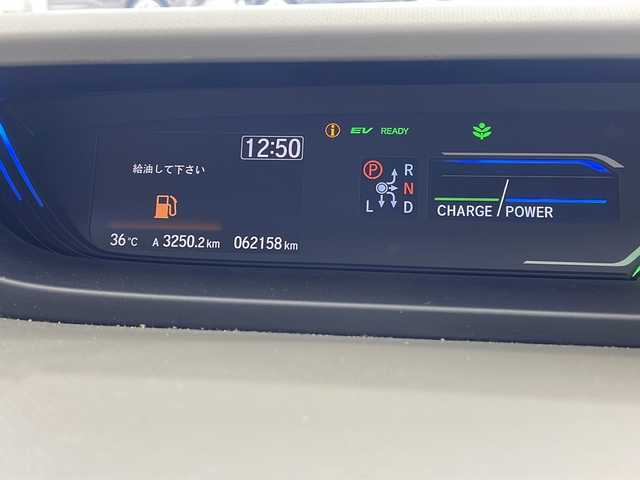 12:50
EV READY
給油して下さい
P R
N
L D
CHARGE / POWER
36℃ A 3250.2 km 062158 km